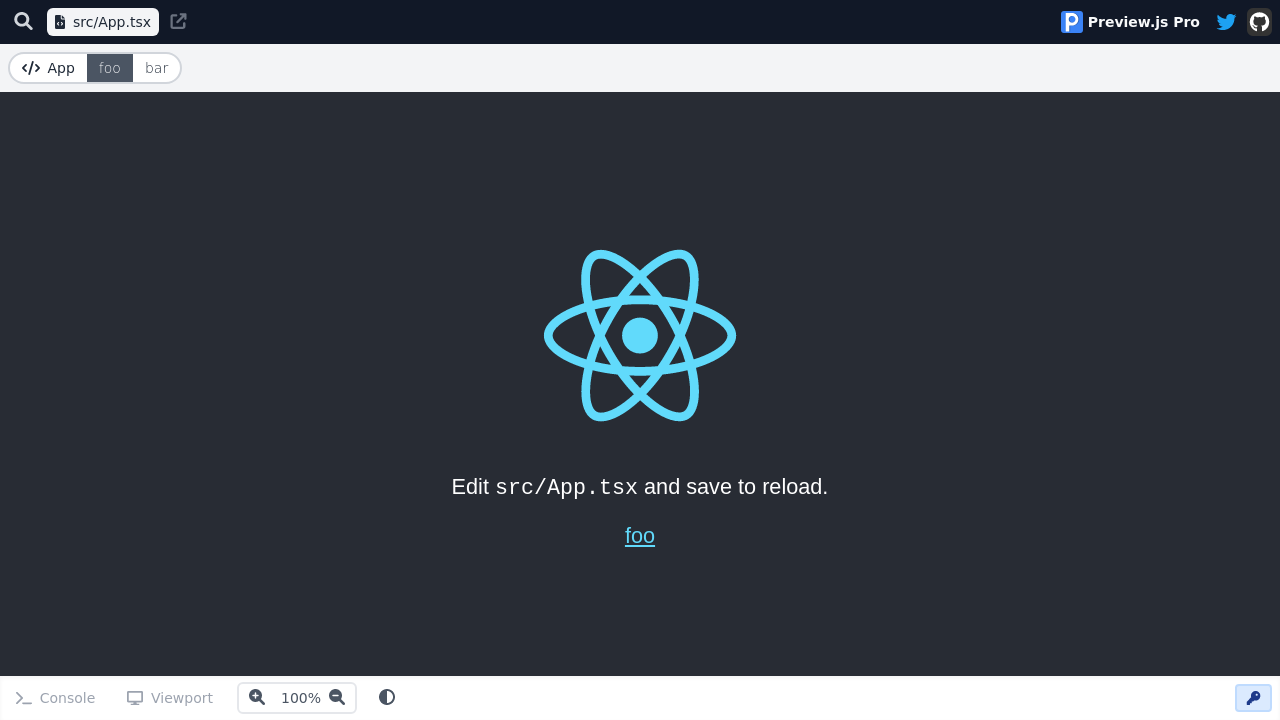 src/App.tsx
Preview.js Pro
App foo bar
Edit src/App.tsx and save to reload.
foo
Console Viewport 100%